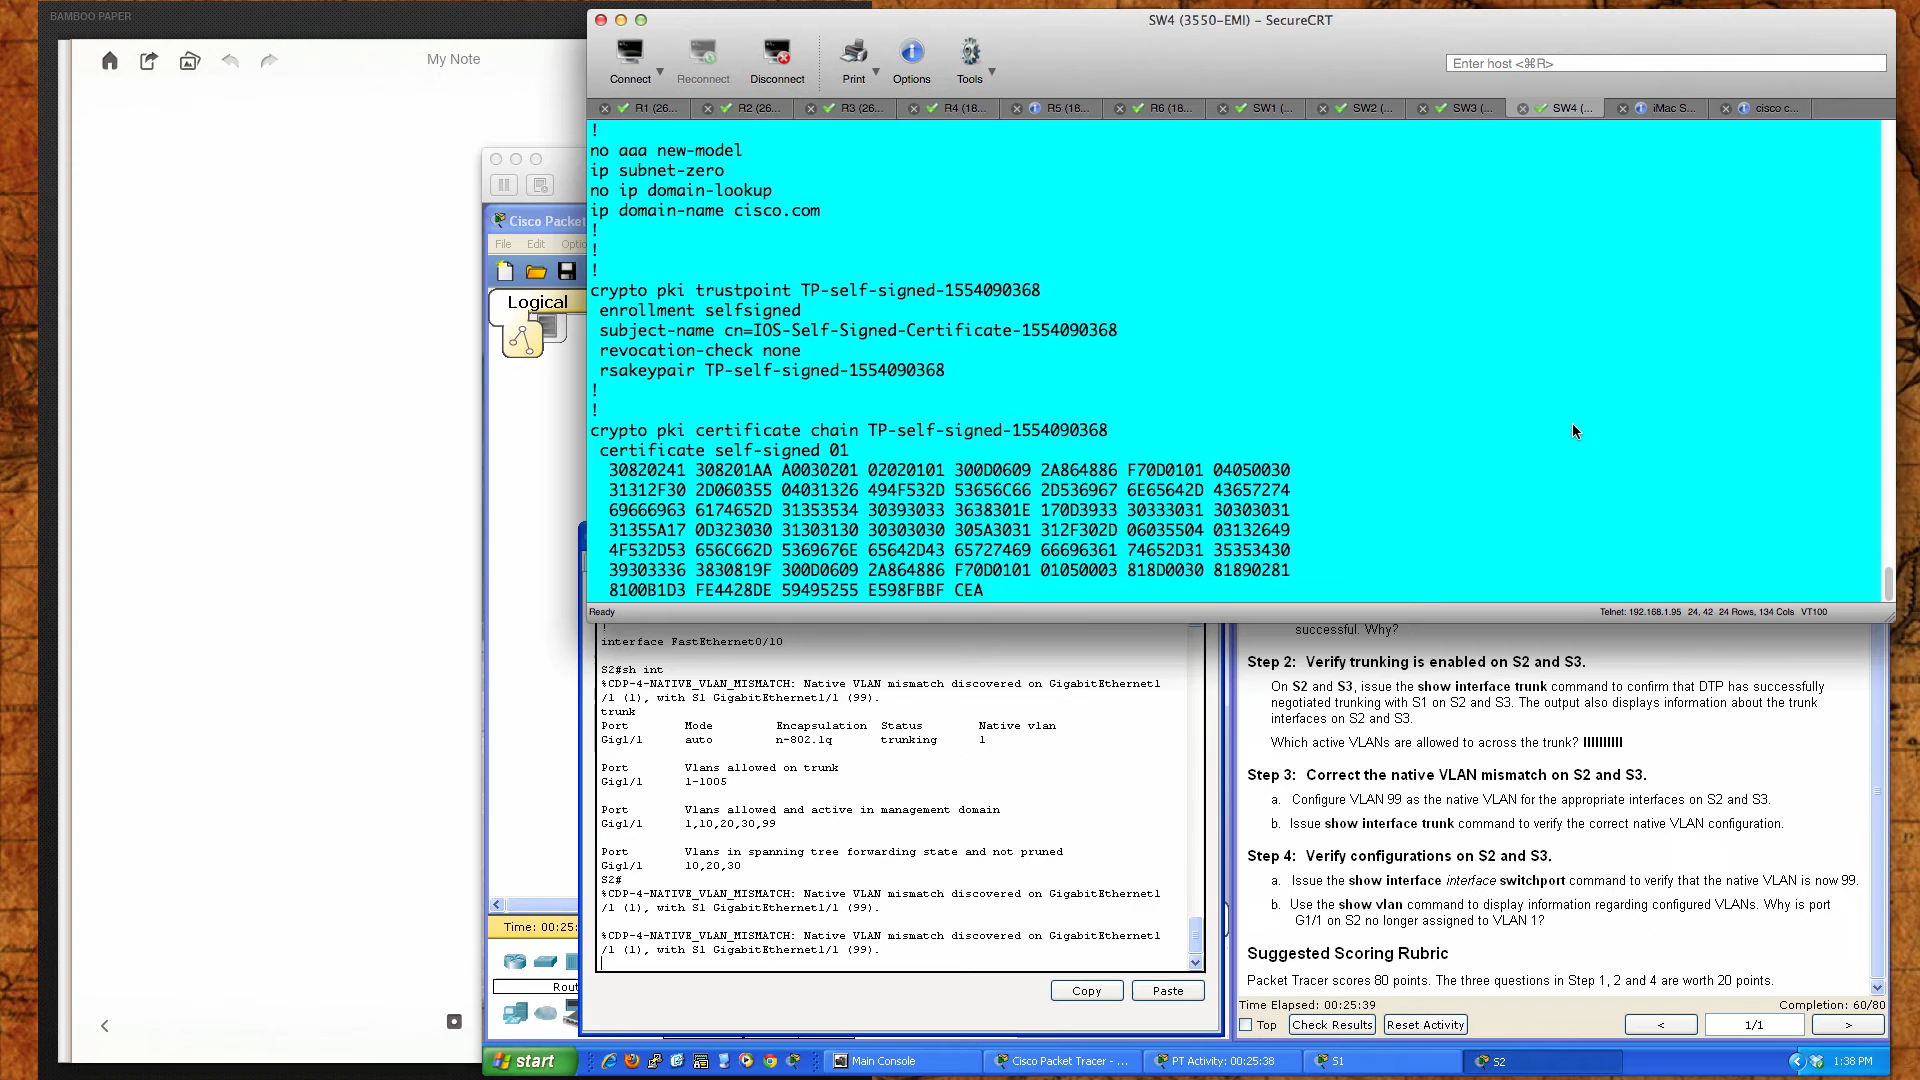 BAMBOO PAPER
My Note
SW4 (3550-EMI) – SecureCRT
Connect
Reconnect
Disconnect
Print
Options
Tools
Enter host <⌘R>
R1 (26...
R2 (26...
R3 (26...
R4 (18...
R5 (18...
R6 (18...
SW1 (...
SW2 (...
SW3 (...
SW4 (...
iMac S...
cisco c...
!
no aaa new-model
ip subnet-zero
no ip domain-lookup
ip domain-name cisco.com
!
!
!
crypto pki trustpoint TP-self-signed-1554090368
enrollment selfsigned
subject-name cn=IOS-Self-Signed-Certificate-1554090368
revocation-check none
rsakeypair TP-self-signed-1554090368
!
!
crypto pki certificate chain TP-self-signed-1554090368
certificate self-signed 01
30820241 308201AA A0030201 02020101 300D0609 2A864886 F70D0101 04050030
31312F30 2D060355 04031326 494F532D 53656C66 2D536967 6E65642D 43657274
69666963 6174652D 31353534 30393033 3638301E 170D3933 30333031 30303031
31355A17 0D323030 31303130 30303030 305A3031 312F302D 06035504 03132649
4F532D53 656C662D 5369676E 65642D43 65727469 66696361 74652D31 35353430
39303336 3830819F 300D0609 2A864886 F70D0101 01050003 818D0030 81890281
8100B1D3 FE4428DE 59495255 E598FBBF CEA
Ready
Telnet: 192.168.1.95 24, 42 24 Rows, 134 Cols VT100
Cisco Packet
File
Edit
Optio
Logical
Time: 00:25:
Rout
!
interface FastEthernet0/10
S2#sh int
%CDP-4-NATIVE_VLAN_MISMATCH: Native VLAN mismatch discovered on GigabitEthernet1
/1 (1), with S1 GigabitEthernet1/1 (99).
trunk
Port Mode Encapsulation Status Native vlan
Gig1/1 auto n-802.1q trunking 1
Port Vlans allowed on trunk
Gig1/1 1-1005
Port Vlans allowed and active in management domain
Gig1/1 1,10,20,30,99
Port Vlans in spanning tree forwarding state and not pruned
Gig1/1 10,20,30
S2#
%CDP-4-NATIVE_VLAN_MISMATCH: Native VLAN mismatch discovered on GigabitEthernet1
/1 (1), with S1 GigabitEthernet1/1 (99).
%CDP-4-NATIVE_VLAN_MISMATCH: Native VLAN mismatch discovered on GigabitEthernet1
/1 (1), with S1 GigabitEthernet1/1 (99).
Copy
Paste
successful. Why?
Step 2: Verify trunking is enabled on S2 and S3.
On S2 and S3, issue the show interface trunk command to confirm that DTP has successfully
negotiated trunking with S1 on S2 and S3. The output also displays information about the trunk
interfaces on S2 and S3.
Which active VLANs are allowed to across the trunk?
Step 3: Correct the native VLAN mismatch on S2 and S3.
a. Configure VLAN 99 as the native VLAN for the appropriate interfaces on S2 and S3.
b. Issue show interface trunk command to verify the correct native VLAN configuration.
Step 4: Verify configurations on S2 and S3.
a. Issue the show interface interface switchport command to verify that the native VLAN is now 99.
b. Use the show vlan command to display information regarding configured VLANs. Why is port
G1/1 on S2 no longer assigned to VLAN 1?
Suggested Scoring Rubric
Packet Tracer scores 80 points. The three questions in Step 1, 2 and 4 are worth 20 points.
Time Elapsed: 00:25:39
Completion: 60/80
Top
Check Results
Reset Activity
<
1/1
>
start
Main Console
Cisco Packet Tracer - ...
PT Activity: 00:25:38
S1
S2
1:38 PM